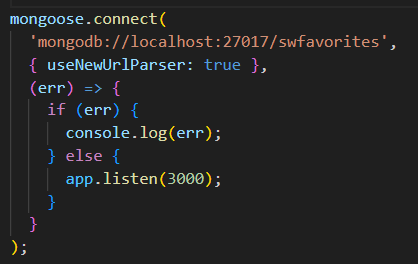 mongoose.connect(
  'mongodb://localhost:27017/swfavorites',
  { useNewUrlParser: true },
  (err) => {
    if (err) {
      console.log(err);
    } else {
      app.listen(3000);
    }
  }
);